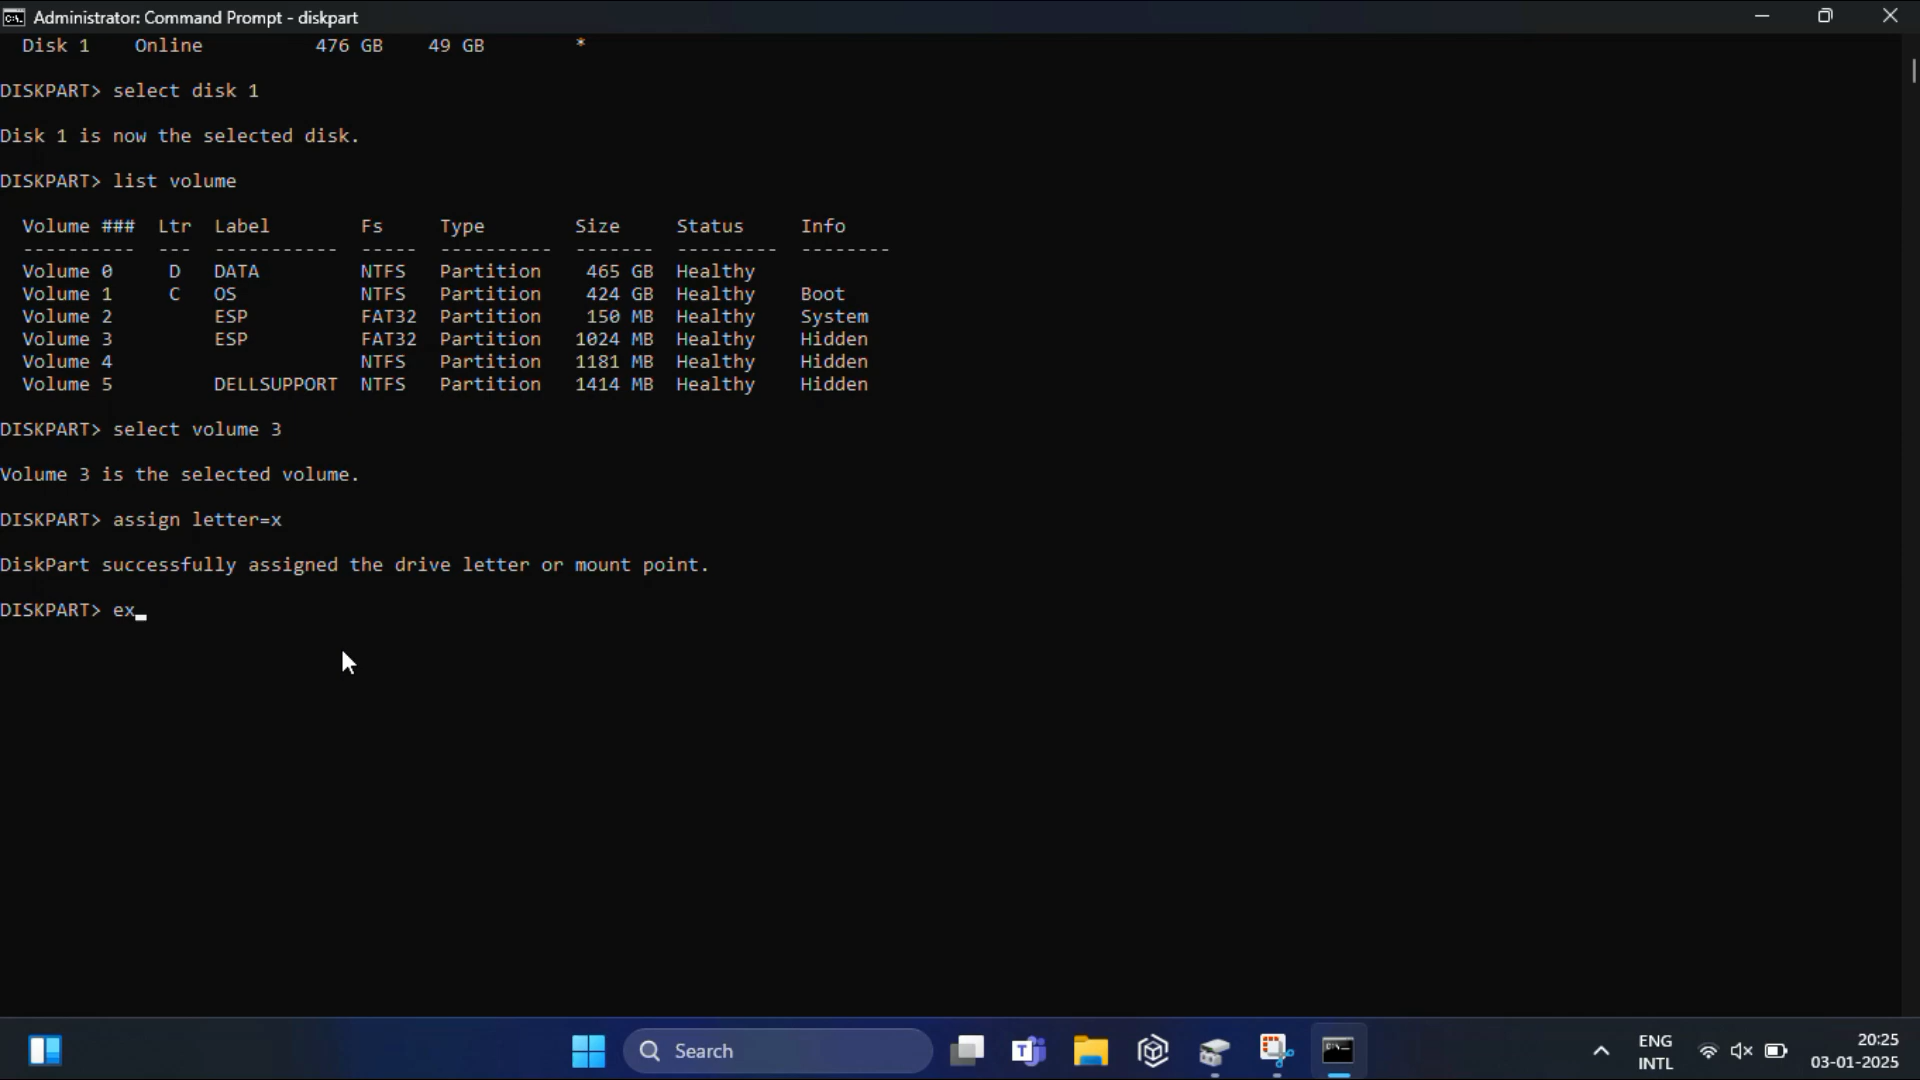 Administrator: Command Prompt - diskpart
Disk 1    Online          476 GB    49 GB        *
DISKPART> select disk 1
Disk 1 is now the selected disk.
DISKPART> list volume
Volume ###  Ltr  Label        Fs     Type        Size     Status     Info
----------  ---  -----------  -----  ----------  -------  ---------  --------
Volume 0     D   DATA         NTFS   Partition    465 GB  Healthy
Volume 1     C   OS           NTFS   Partition    424 GB  Healthy    Boot
Volume 2         ESP          FAT32  Partition    150 MB  Healthy    System
Volume 3         ESP          FAT32  Partition   1024 MB  Healthy    Hidden
Volume 4                      NTFS   Partition   1181 MB  Healthy    Hidden
Volume 5         DELLSUPPORT  NTFS   Partition   1414 MB  Healthy    Hidden
DISKPART> select volume 3
Volume 3 is the selected volume.
DISKPART> assign letter=x
DiskPart successfully assigned the drive letter or mount point.
DISKPART> ex
Search
ENG
INTL
20:25
03-01-2025